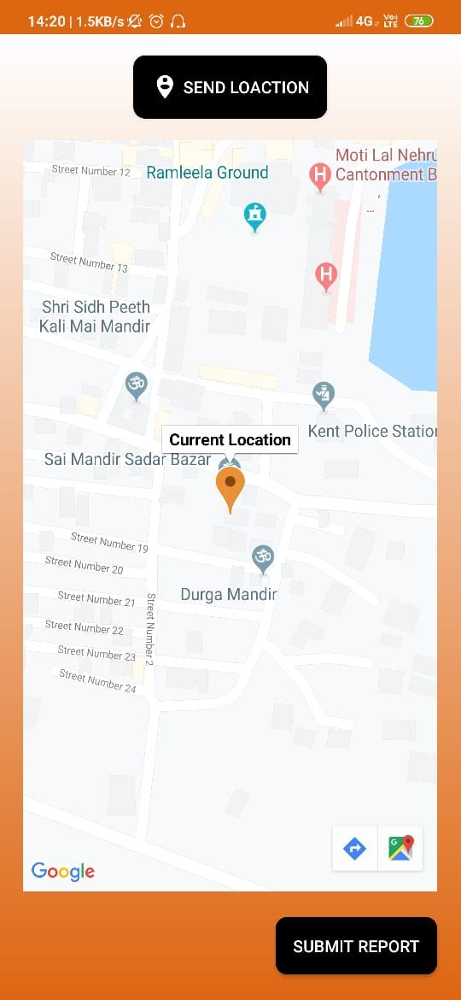 14:20 | 1.5KB/s
4G
Vo))
LTE
76
SEND LOACTION
Moti Lal Nehru
Cantonment B
, ...
Street Number 12
Ramleela Ground
Street Number 13
Shri Sidh Peeth
Kali Mai Mandir
Kent Police Station
Current Location
Sai Mandir Sadar Bazar
Street Number 19
Street Number 20
Durga Mandir
Street Number 21
Street Number 2
Street Number 22
Street Number 23
Street Number 24
Google
SUBMIT REPORT